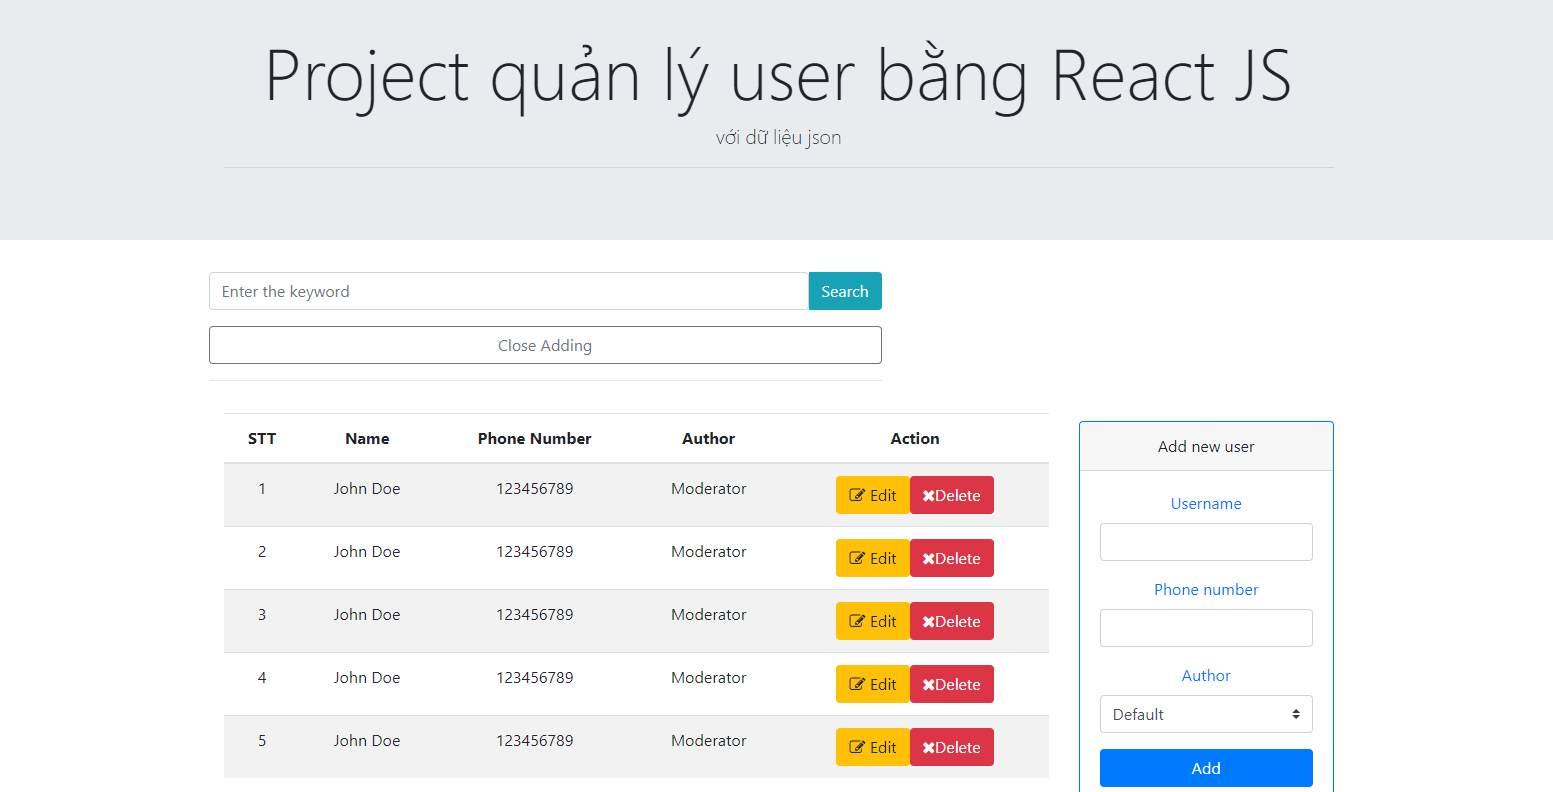 Project quản lý user bằng React JS
với dữ liệu json
Enter the keyword Search
Close Adding
STT Name Phone Number Author Action
1 John Doe 123456789 Moderator Edit Delete
2 John Doe 123456789 Moderator Edit Delete
3 John Doe 123456789 Moderator Edit Delete
4 John Doe 123456789 Moderator Edit Delete
5 John Doe 123456789 Moderator Edit Delete
Add new user
Username
Phone number
Author
Default
Add